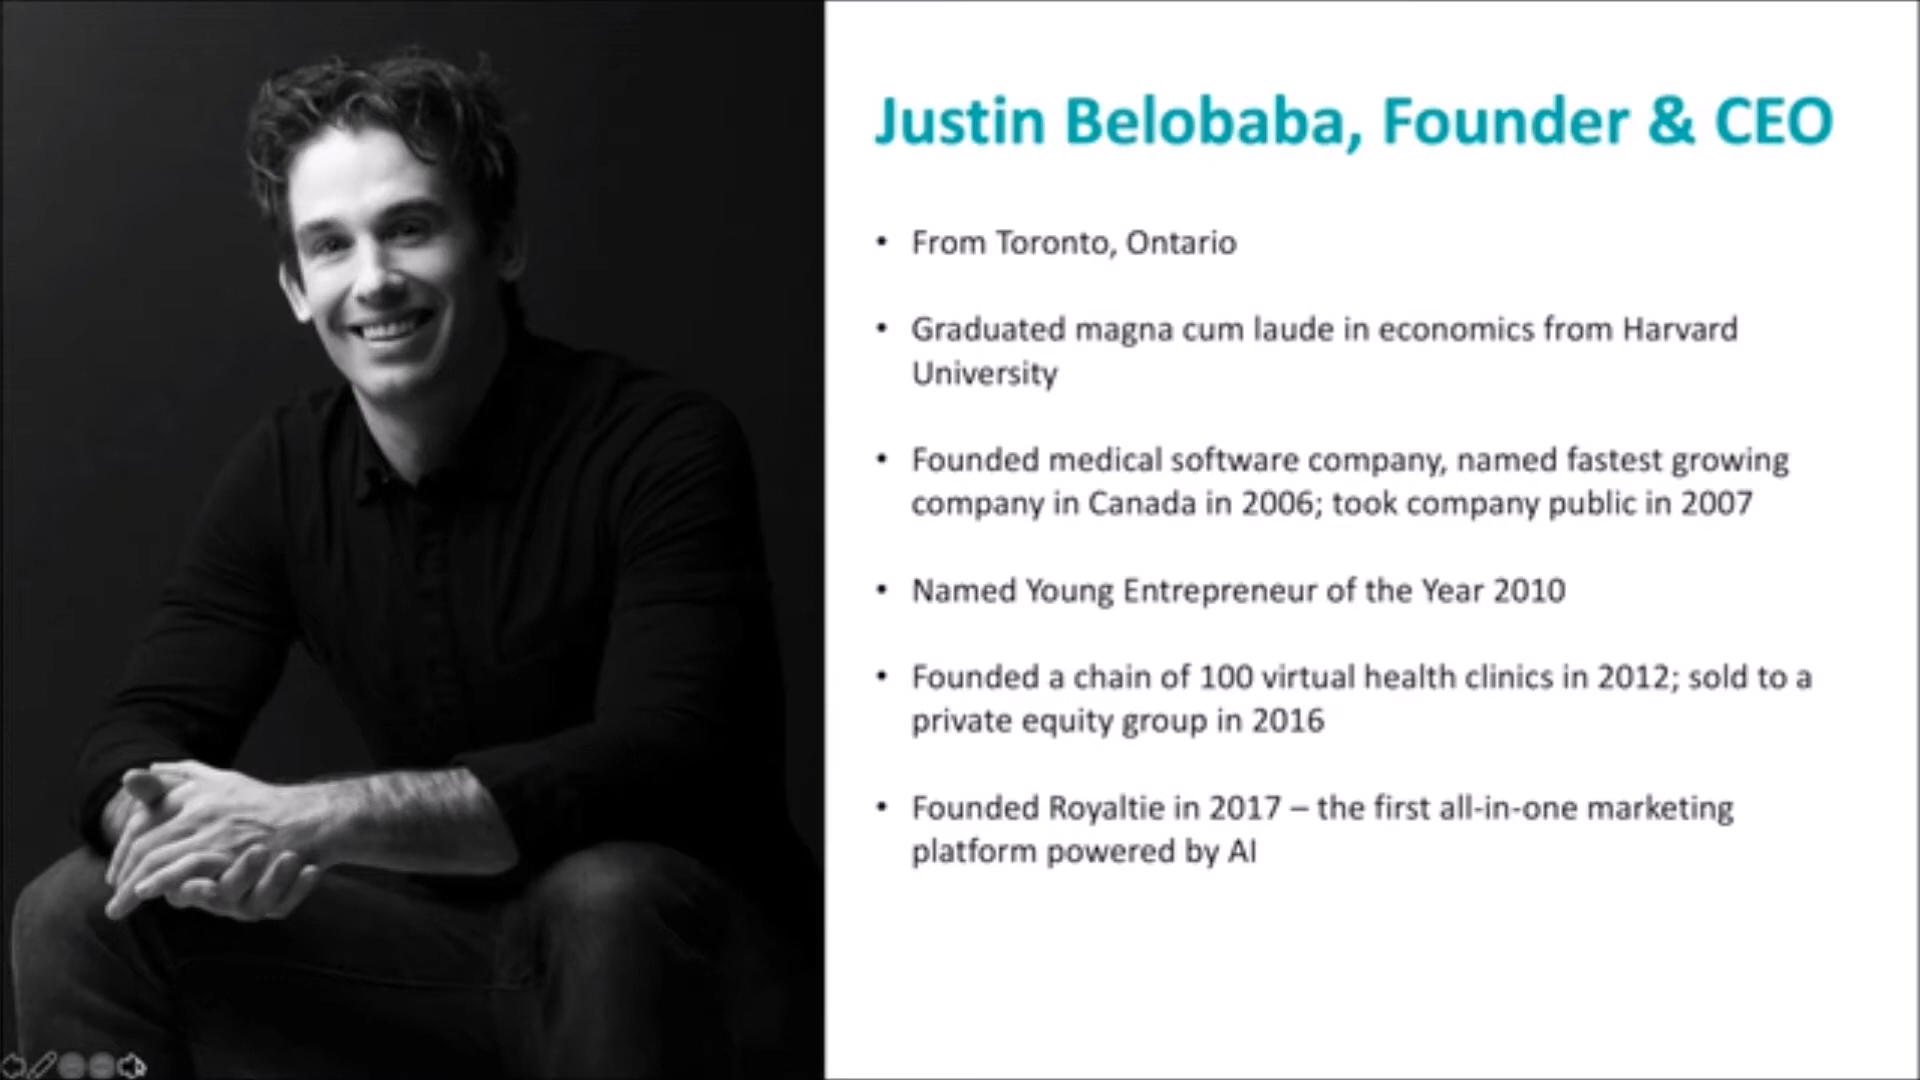 Justin Belobaba, Founder & CEO
• From Toronto, Ontario
• Graduated magna cum laude in economics from Harvard
University
• Founded medical software company, named fastest growing
company in Canada in 2006; took company public in 2007
• Named Young Entrepreneur of the Year 2010
• Founded a chain of 100 virtual health clinics in 2012; sold to a
private equity group in 2016
• Founded Royaltie in 2017 – the first all-in-one marketing
platform powered by AI